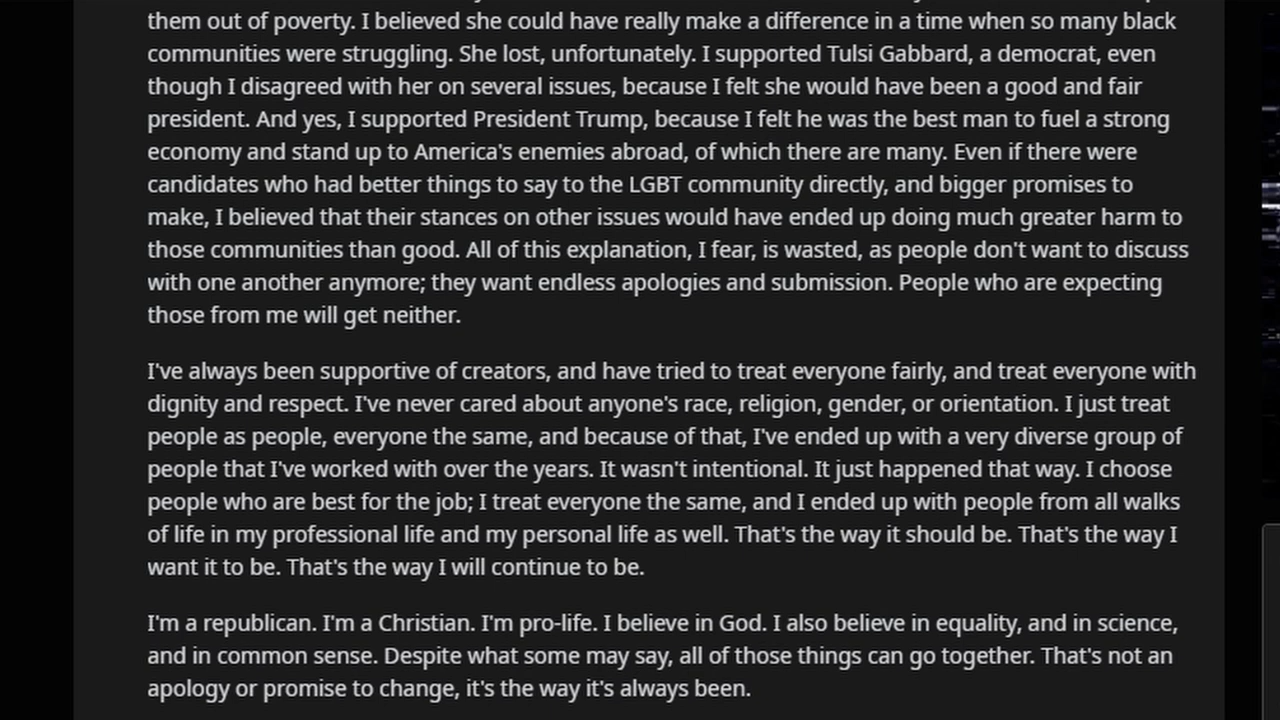 them out of poverty. I believed she could have really make a difference in a time when so many black
communities were struggling. She lost, unfortunately. I supported Tulsi Gabbard, a democrat, even
though I disagreed with her on several issues, because I felt she would have been a good and fair
president. And yes, I supported President Trump, because I felt he was the best man to fuel a strong
economy and stand up to America's enemies abroad, of which there are many. Even if there were
candidates who had better things to say to the LGBT community directly, and bigger promises to
make, I believed that their stances on other issues would have ended up doing much greater harm to
those communities than good. All of this explanation, I fear, is wasted, as people don't want to discuss
with one another anymore; they want endless apologies and submission. People who are expecting
those from me will get neither.
I've always been supportive of creators, and have tried to treat everyone fairly, and treat everyone with
dignity and respect. I've never cared about anyone's race, religion, gender, or orientation. I just treat
people as people, everyone the same, and because of that, I've ended up with a very diverse group of
people that I've worked with over the years. It wasn't intentional. It just happened that way. I choose
people who are best for the job; I treat everyone the same, and I ended up with people from all walks
of life in my professional life and my personal life as well. That's the way it should be. That's the way I
want it to be. That's the way I will continue to be.
I'm a republican. I'm a Christian. I'm pro-life. I believe in God. I also believe in equality, and in science,
and in common sense. Despite what some may say, all of those things can go together. That's not an
apology or promise to change, it's the way it's always been.